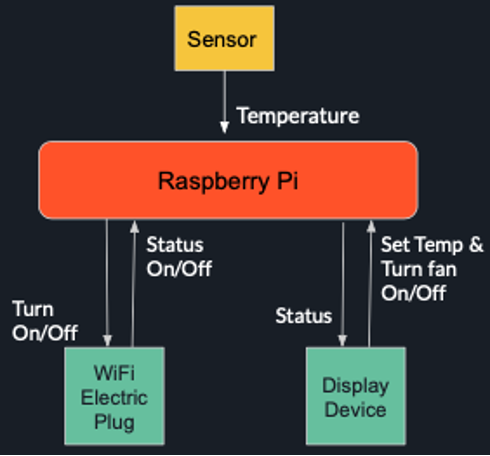 Sensor
Temperature
Raspberry Pi
Status
On/Off
Set Temp &
Turn fan
On/Off
Turn
On/Off
Status
WiFi
Electric
Plug
Display
Device